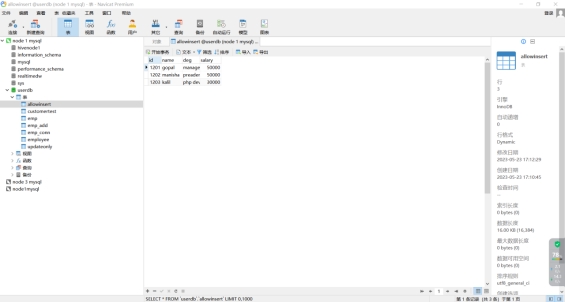 allowinsert @userdb (node 1 mysql) - 表 - Navicat Premium
文件 编辑 查看 表 收藏夹 工具 窗口 帮助
登录
连接 新建查询 表 视图 函数 用户 其它 查询 备份 自动运行 模型 图表
node 1 mysql
hivenode1
information_schema
mysql
performance_schema
realtimedw
sys
userdb
表
allowinsert
customertest
emp
emp_add
emp_conn
employee
updateonly
视图
函数
查询
备份
node 3 mysql
node1mysql
对象 allowinsert @userdb (node 1 mysql) ...
开始事务 文本 筛选 排序 导入 导出
id name deg salary
1201 gopal manage 50000
1202 manisha preader 50000
1203 kalil php dev 30000
SELECT * FROM `userdb`.`allowinsert` LIMIT 0,1000
第 1 条记录 (共 3 条) 于第 1 页
allowinsert
表
行
3
引擎
InnoDB
自动递增
0
行格式
Dynamic
修改日期
2023-05-23 17:12:29
创建日期
2023-05-23 17:10:45
检查时间
--
索引长度
0 bytes (0)
数据长度
16.00 KB (16,384)
最大数据长度
0 bytes (0)
数据可用空间
0 bytes (0)
排序规则
utf8_general_ci
创建选项